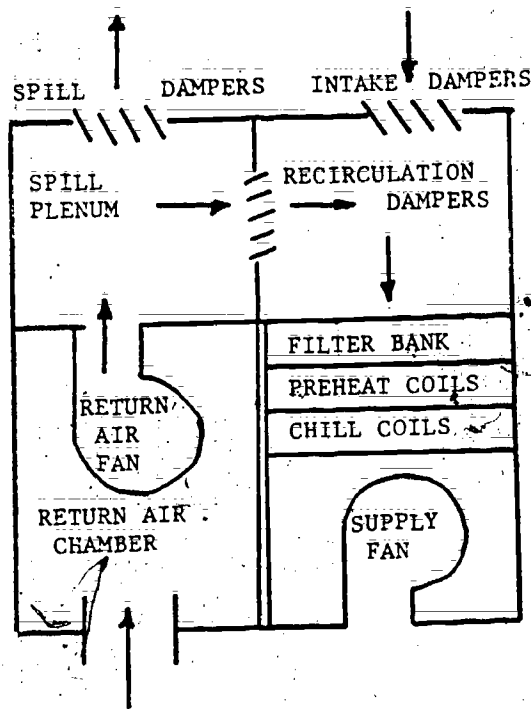 SPILL DAMPERS
INTAKE DAMPERS
SPILL
PLENUM
RECIRCULATION
DAMPERS
FILTER BANK
PREHEAT COILS
CHILL COILS
RETURN
AIR
FAN
RETURN AIR
CHAMBER
SUPPLY
FAN